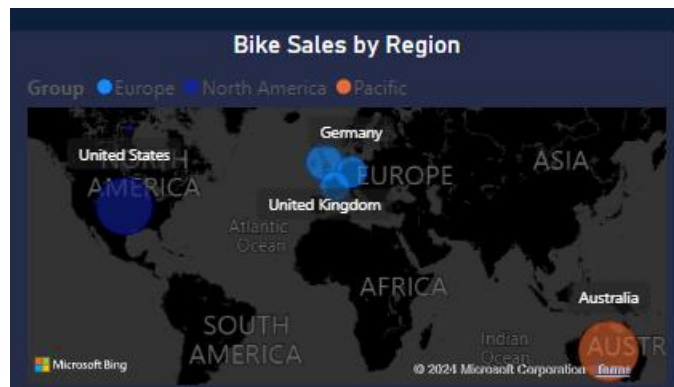 Bike Sales by Region
Group Europe North America Pacific
Germany
United States
NORTH
AMERICA
EUROPE
ASIA
United Kingdom
Atlantic
Ocean
AFRICA
Australia
SOUTH
AMERICA
Indian
Ocean
AUSTR
Microsoft Bing
© 2024 Microsoft Corporation Terms